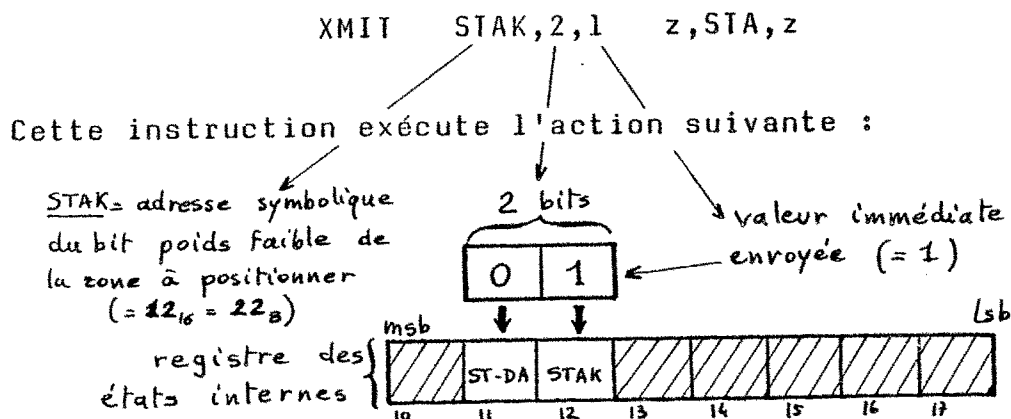 XMIT STAK,2,1 z,STA,z
Cette instruction exécute l'action suivante :
STAK= adresse symbolique
du bit poids faible de
la zone à positionner
(= 12₁₆ = 22₈)
2 bits
0 1
valeur immédiate
envoyée (= 1)
registre des
états internes
msb
lsb
ST-DA STAK
10 11 12 13 14 15 16 17